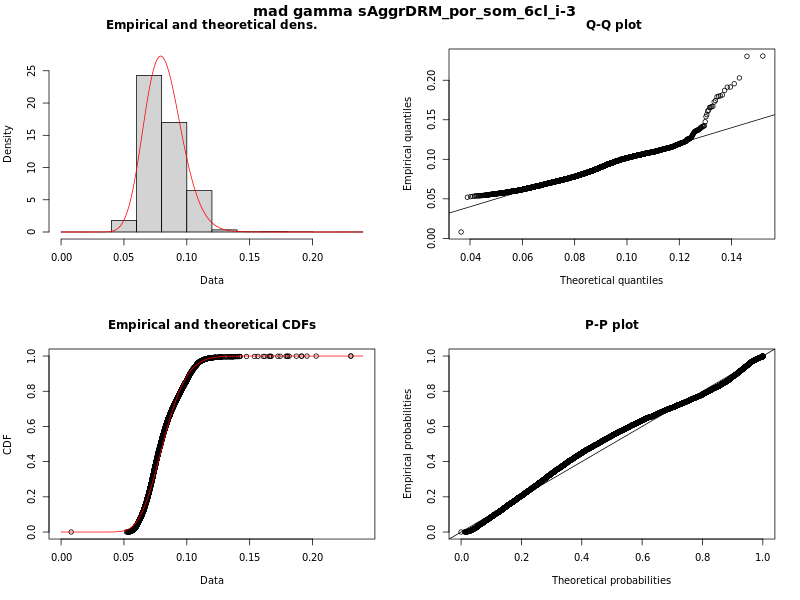 mad gamma sAggrDRM_por_som_6cl_i-3
Empirical and theoretical dens.
Density
0 5 10 15 20 25
0.00 0.05 0.10 0.15 0.20
Data
Q-Q plot
Empirical quantiles
0.00 0.05 0.10 0.15 0.20
0.04 0.06 0.08 0.10 0.12 0.14
Theoretical quantiles
Empirical and theoretical CDFs
CDF
0.0 0.2 0.4 0.6 0.8 1.0
0.00 0.05 0.10 0.15 0.20
Data
P-P plot
Empirical probabilities
0.0 0.2 0.4 0.6 0.8 1.0
0.0 0.2 0.4 0.6 0.8 1.0
Theoretical probabilities